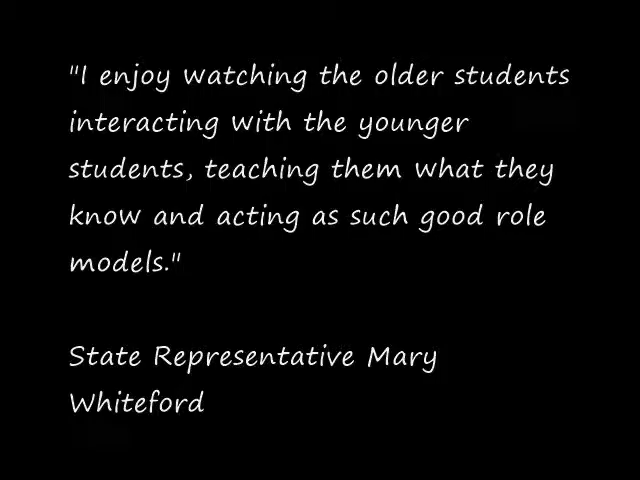 "I enjoy watching the older students
interacting with the younger
students, teaching them what they
know and acting as such good role
models."
State Representative Mary
Whiteford